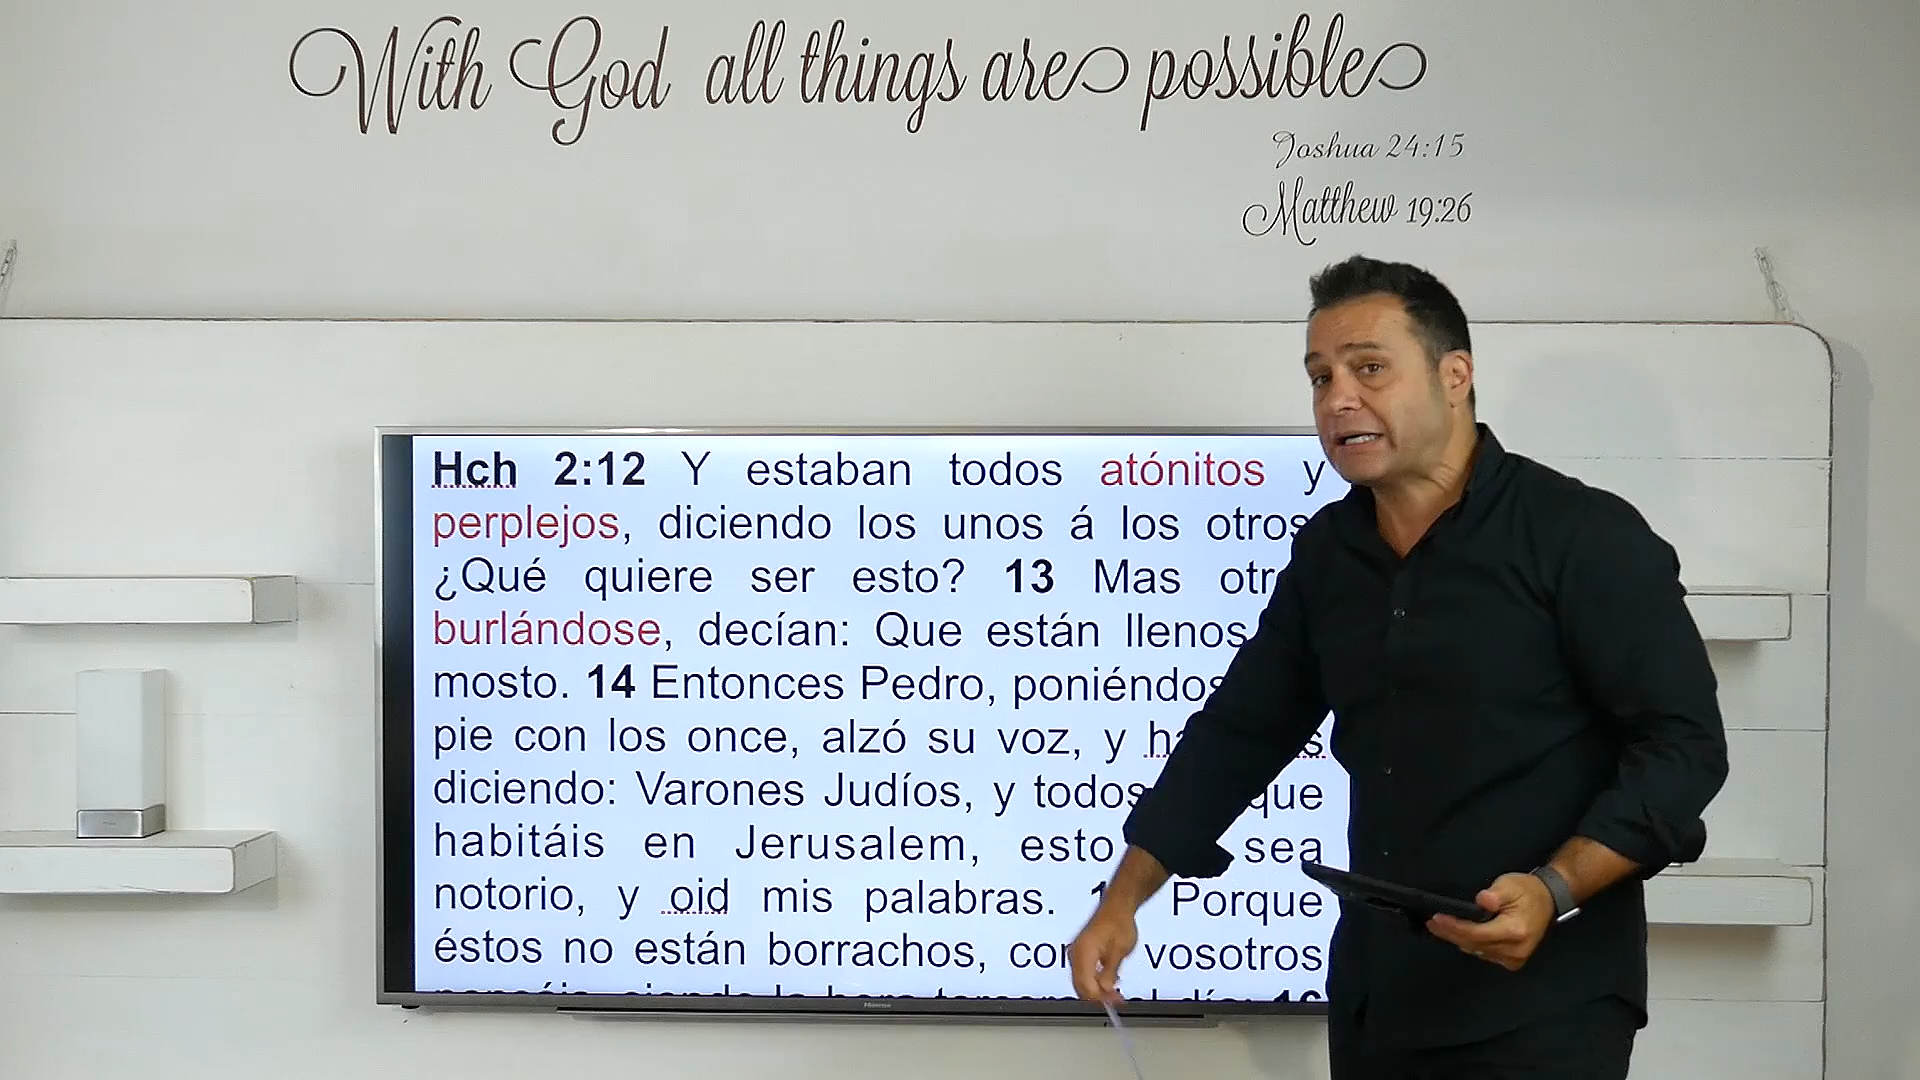 With God all things are possible
Joshua 24:15
Matthew 19:26
Hch 2:12 Y estaban todos atónitos y
perplejos, diciendo los unos á los otros
¿Qué quiere ser esto? 13 Mas
burlándose, decían: Que están llenos
mosto. 14 Entonces Pedro,
pie con los once, alzó su voz, y
diciendo: Varones Judíos, y todos que
habitáis en Jerusalem, esto sea
notorio, y oid mis palabras. Porque
éstos no están borrachos, vosotros
Hisense